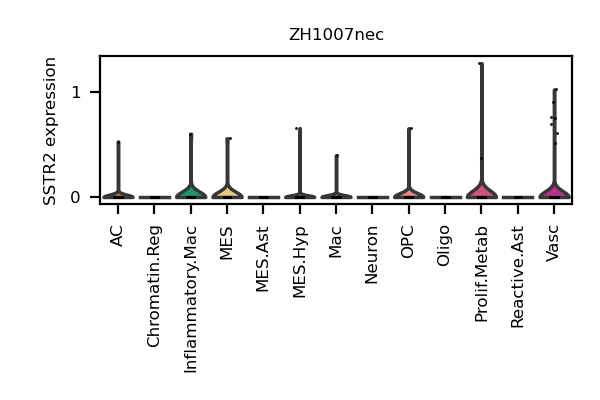 ZH1007nec
SSTR2 expression
1
0
AC
Chromatin.Reg
Inflammatory.Mac
MES
MES.Ast
MES.Hyp
Mac
Neuron
OPC
Oligo
Prolif.Metab
Reactive.Ast
Vasc